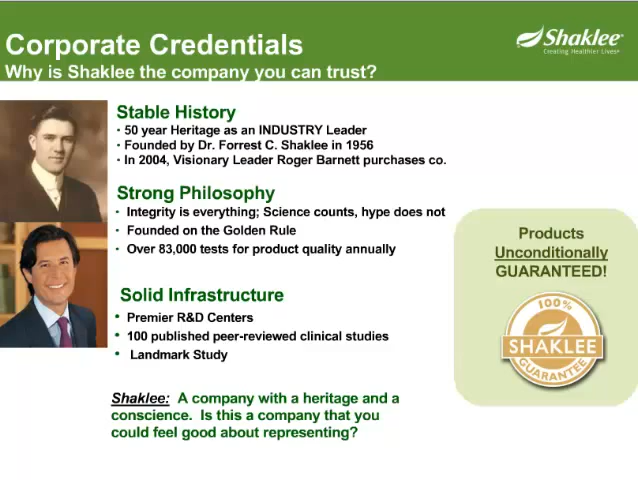 Corporate Credentials
Why is Shaklee the company you can trust?
Shaklee®
Creating Healthier Lives®
Stable History
• 50 year Heritage as an INDUSTRY Leader
• Founded by Dr. Forrest C. Shaklee in 1956
• In 2004, Visionary Leader Roger Barnett purchases co.
Strong Philosophy
• Integrity is everything; Science counts, hype does not
• Founded on the Golden Rule
• Over 83,000 tests for product quality annually
Solid Infrastructure
• Premier R&D Centers
• 100 published peer-reviewed clinical studies
• Landmark Study
Products
Unconditionally
GUARANTEED!
100%
SHAKLEE
GUARANTEE
Shaklee: A company with a heritage and a
conscience. Is this a company that you
could feel good about representing?